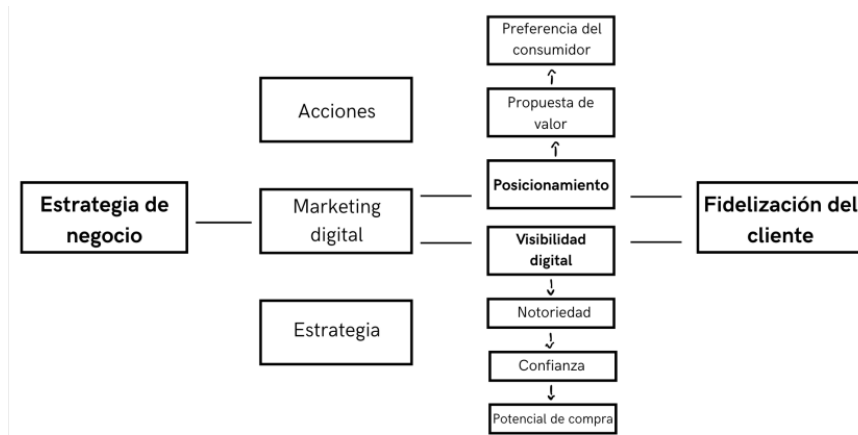 Preferencia del
consumidor
Acciones
Propuesta de
valor
Estrategia de
negocio
Marketing
digital
Posicionamiento
Fidelización del
cliente
Visibilidad
digital
Estrategia
Notoriedad
Confianza
Potencial de compra